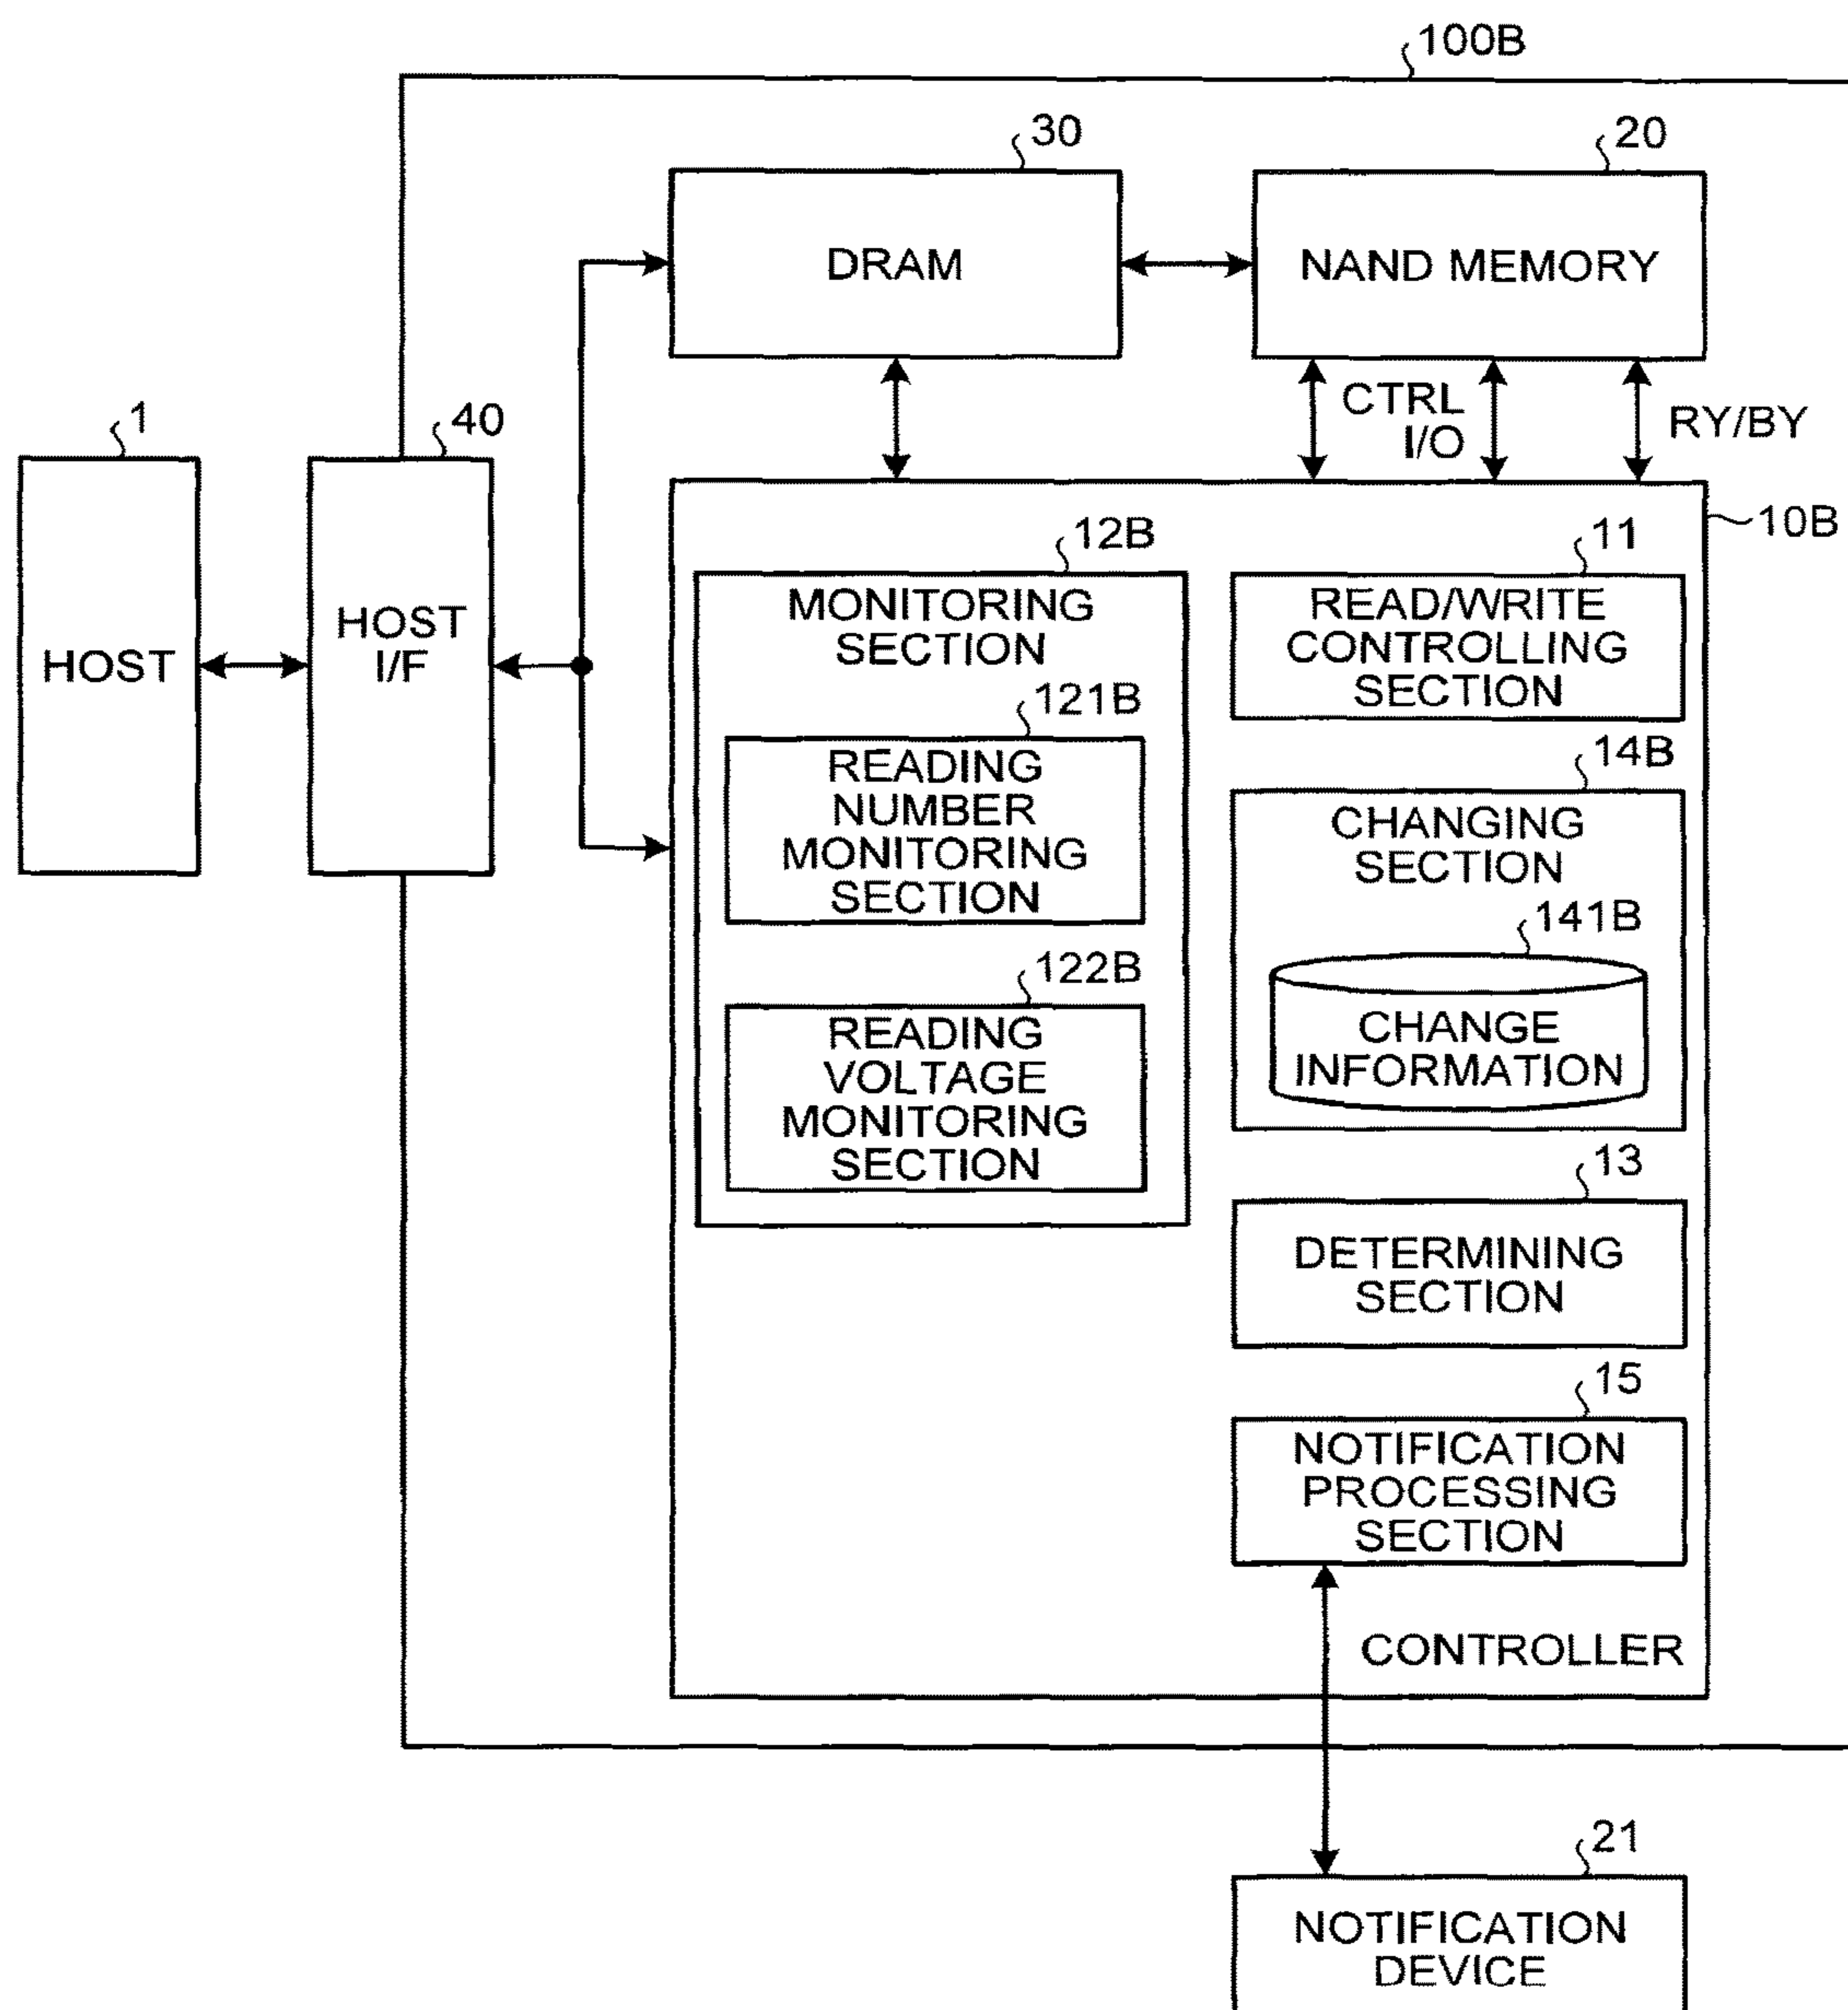 100B
30
20
DRAM
NAND MEMORY
1
40
CTRL
I/O
RY/BY
HOST
HOST
I/F
10B
12B
MONITORING
SECTION
121B
READING
NUMBER
MONITORING
SECTION
122B
READING
VOLTAGE
MONITORING
SECTION
11
READ/WRITE
CONTROLLING
SECTION
14B
CHANGING
SECTION
141B
CHANGE
INFORMATION
13
DETERMINING
SECTION
15
NOTIFICATION
PROCESSING
SECTION
CONTROLLER
21
NOTIFICATION
DEVICE